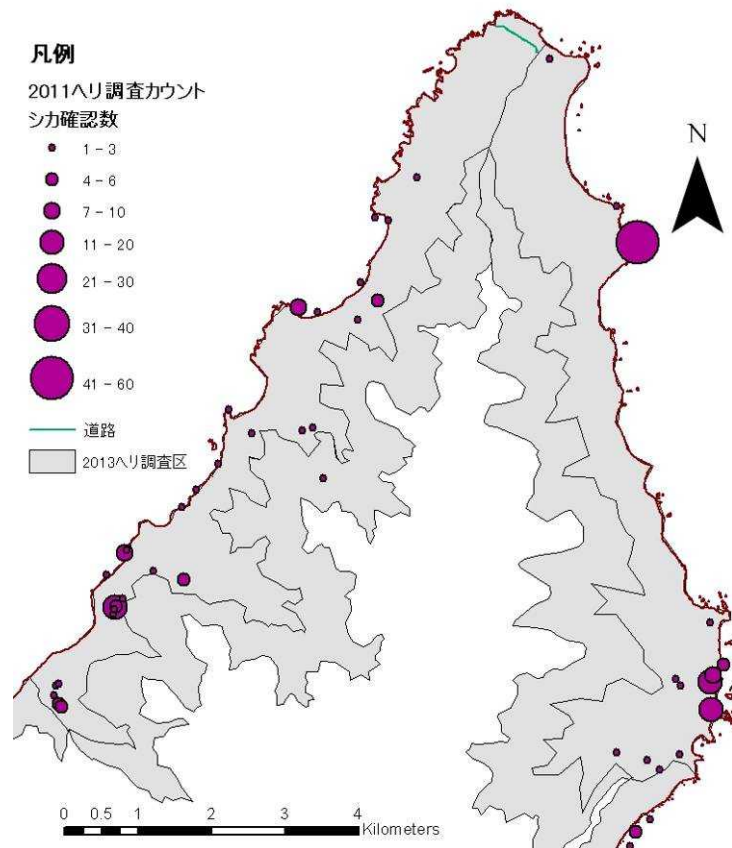 凡例
2011ヘリ調査カウント
シカ確認数
1 - 3
4 - 6
7 - 10
11 - 20
21 - 30
31 - 40
41 - 60
道路
2013ヘリ調査区
N
0 0.5 1 2 3 4
Kilometers